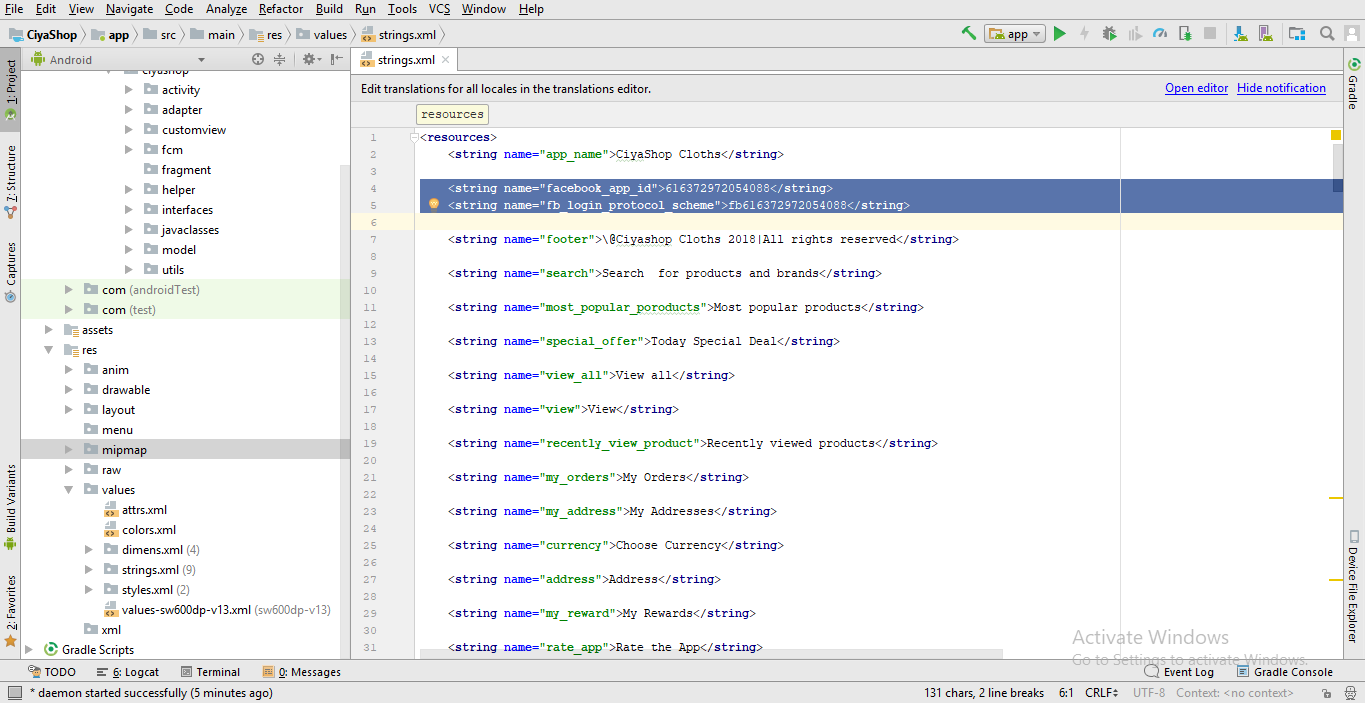 File Edit View Navigate Code Analyze Refactor Build Run Tools VCS Window Help
CiyaShop app src main res values strings.xml app
1: Project
7: Structure
Captures
Build Variants
2: Favorites
Android
ciyashop
activity
adapter
customview
fcm
fragment
helper
interfaces
javaclasses
model
utils
com (androidTest)
com (test)
assets
res
anim
drawable
layout
menu
mipmap
raw
values
attrs.xml
colors.xml
dimens.xml (4)
strings.xml (9)
styles.xml (2)
values-sw600dp-v13.xml (sw600dp-v13)
xml
Gradle Scripts
strings.xml
Edit translations for all locales in the translations editor. Open editor Hide notification
resources
1 <resources>
2 <string name="app_name">CiyaShop Cloths</string>
3
4 <string name="facebook_app_id">616372972054088</string>
5 <string name="fb_login_protocol_scheme">fb616372972054088</string>
6
7 <string name="footer">\@Ciyashop Cloths 2018|All rights reserved</string>
8
9 <string name="search">Search  for products and brands</string>
10
11 <string name="most_popular_poroducts">Most popular products</string>
12
13 <string name="special_offer">Today Special Deal</string>
14
15 <string name="view_all">View all</string>
16
17 <string name="view">View</string>
18
19 <string name="recently_view_product">Recently viewed products</string>
20
21 <string name="my_orders">My Orders</string>
22
23 <string name="my_address">My Addresses</string>
24
25 <string name="currency">Choose Currency</string>
26
27 <string name="address">Address</string>
28
29 <string name="my_reward">My Rewards</string>
30
31 <string name="rate_app">Rate the App</string>
Gradle
Device File Explorer
Activate Windows
Go to Settings to activate Windows.
TODO 6: Logcat Terminal 0: Messages Event Log Gradle Console
* daemon started successfully (5 minutes ago) 131 chars, 2 line breaks 6:1 CRLF UTF-8 Context: <no context>